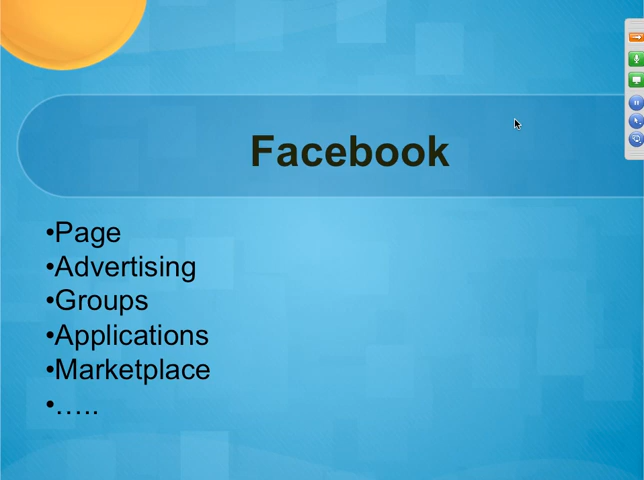 Facebook
•Page
•Advertising
•Groups
•Applications
•Marketplace
•…..